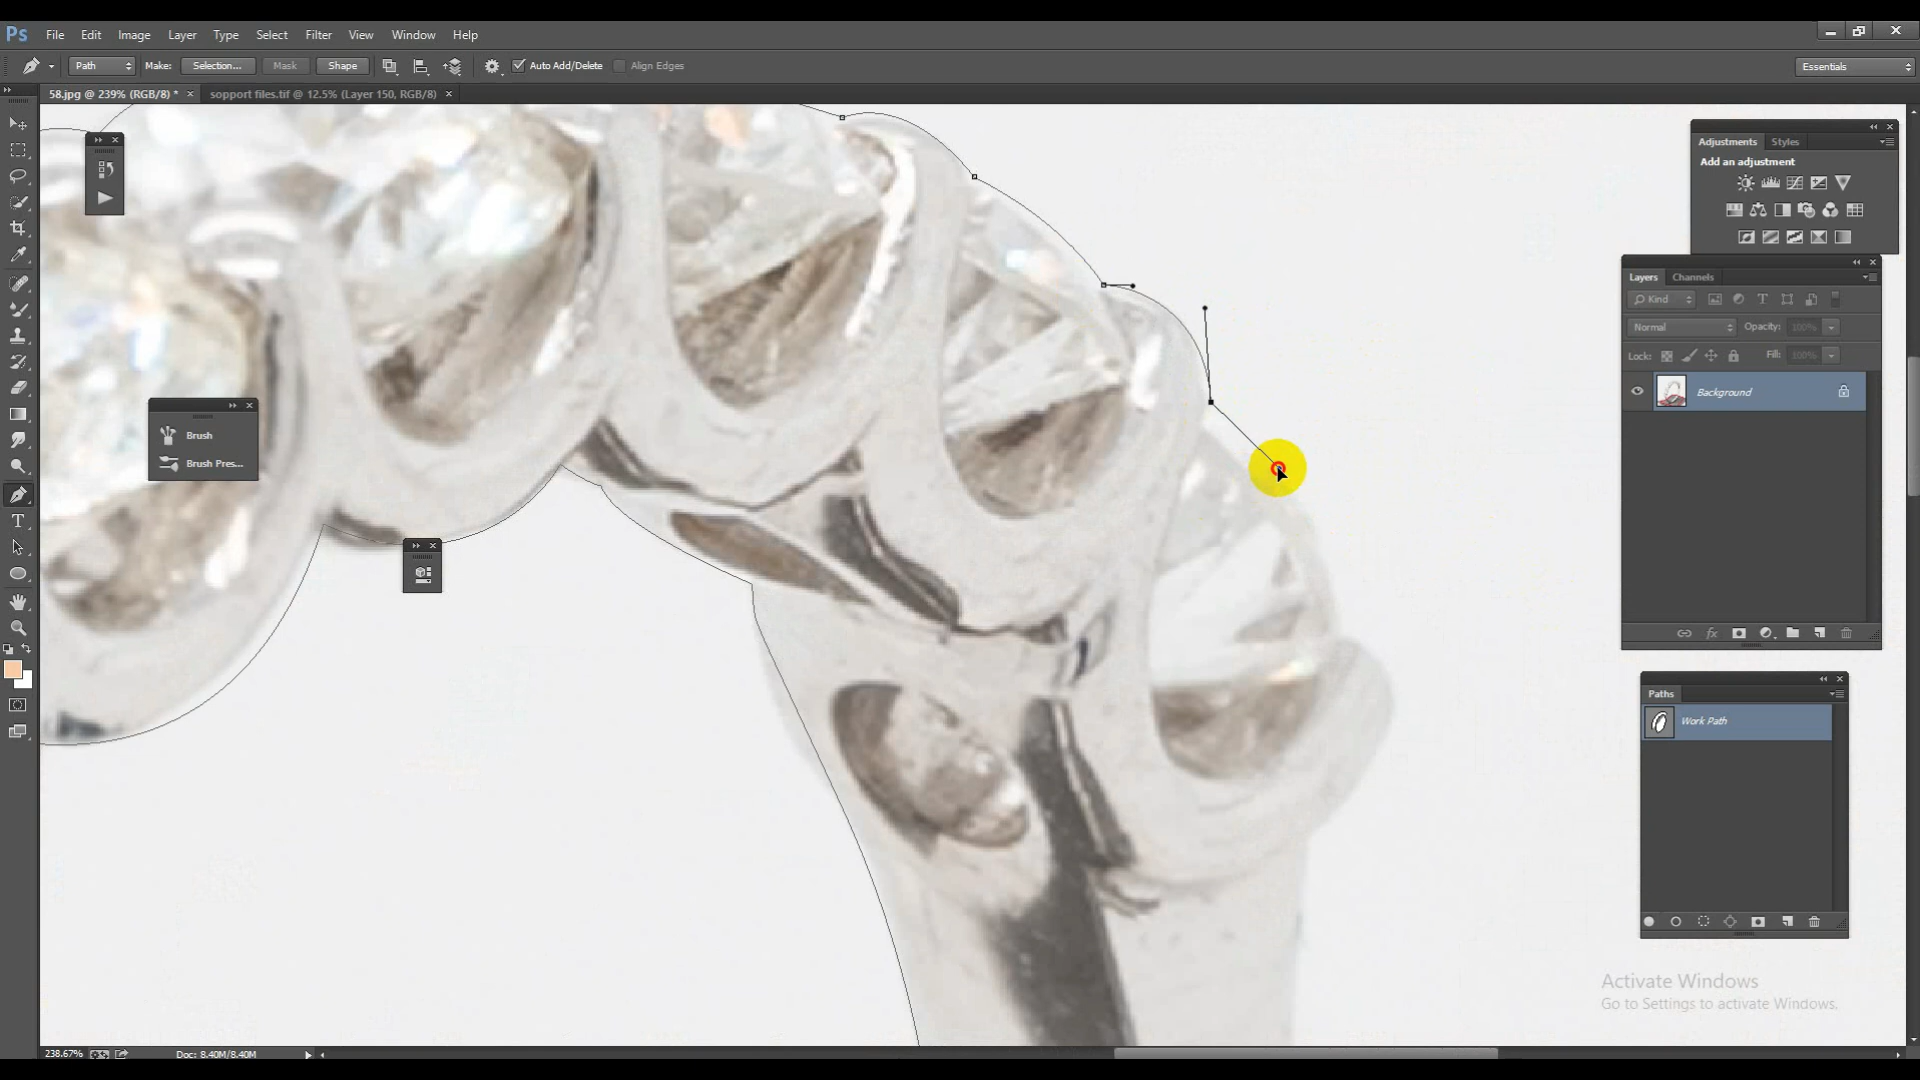 Ps File Edit Image Layer Type Select Filter View Window Help
Path Make: Selection... Mask Shape Auto Add/Delete Align Edges Essentials
58.jpg @ 239% (RGB/8) * × sopport files.tif @ 12.5% (Layer 150, RGB/8) ×
Adjustments Styles
Add an adjustment
Layers Channels
Kind
Normal Opacity: 100%
Lock: Fill: 100%
Background
Brush
Brush Pres...
Paths
Work Path
Activate Windows
Go to Settings to activate Windows.
238.67% Doc: 8.40M/8.40M